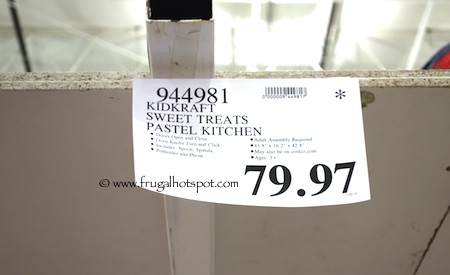 944981
KIDKRAFT
SWEET TREATS
PASTEL KITCHEN
• Doors Open and Close
• Oven Knobs Turn and Click
• Includes: Spoon, Spatula,
Potholder and Phone
*
• Adult Assembly Required
• May also be on costco.com
• Ages: 3+
79.97
© www.frugalhotspot.com